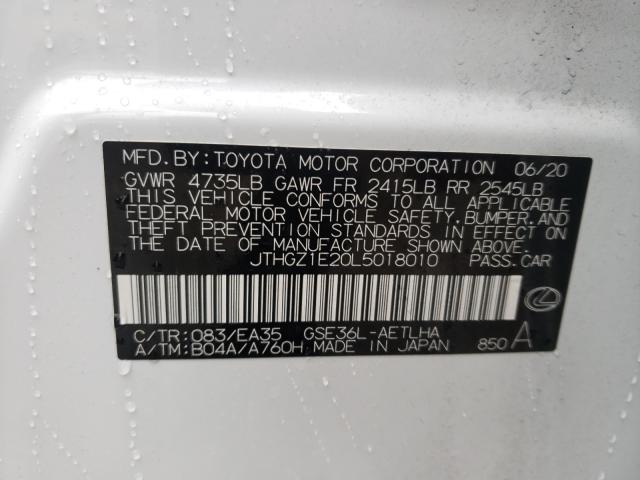 MFD.BY:TOYOTA MOTOR CORPORATION 06/20
GVWR 4735LB GAWR FR 2415LB RR 2545LB
THIS VEHICLE CONFORMS TO ALL APPLICABLE
FEDERAL MOTOR VEHICLE SAFETY,BUMPER,AND
THEFT PREVENTION STANDARDS IN EFFECT ON
THE DATE OF MANUFACTURE SHOWN ABOVE.
JTHGZ1E20L5018010 PASS.CAR
C/TR:083/EA35 GSE36L-AETLHA
A/TM:B04A/A760H MADE IN JAPAN 850 A